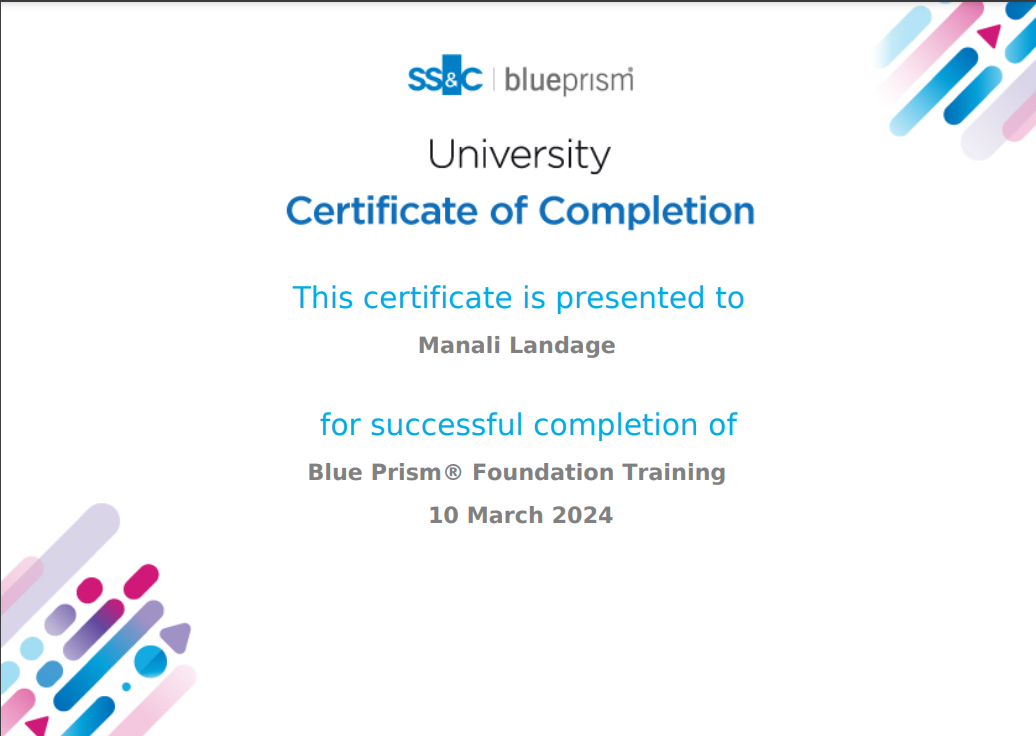 SS&C | blueprism
University
Certificate of Completion
This certificate is presented to
Manali Landage
for successful completion of
Blue Prism® Foundation Training
10 March 2024